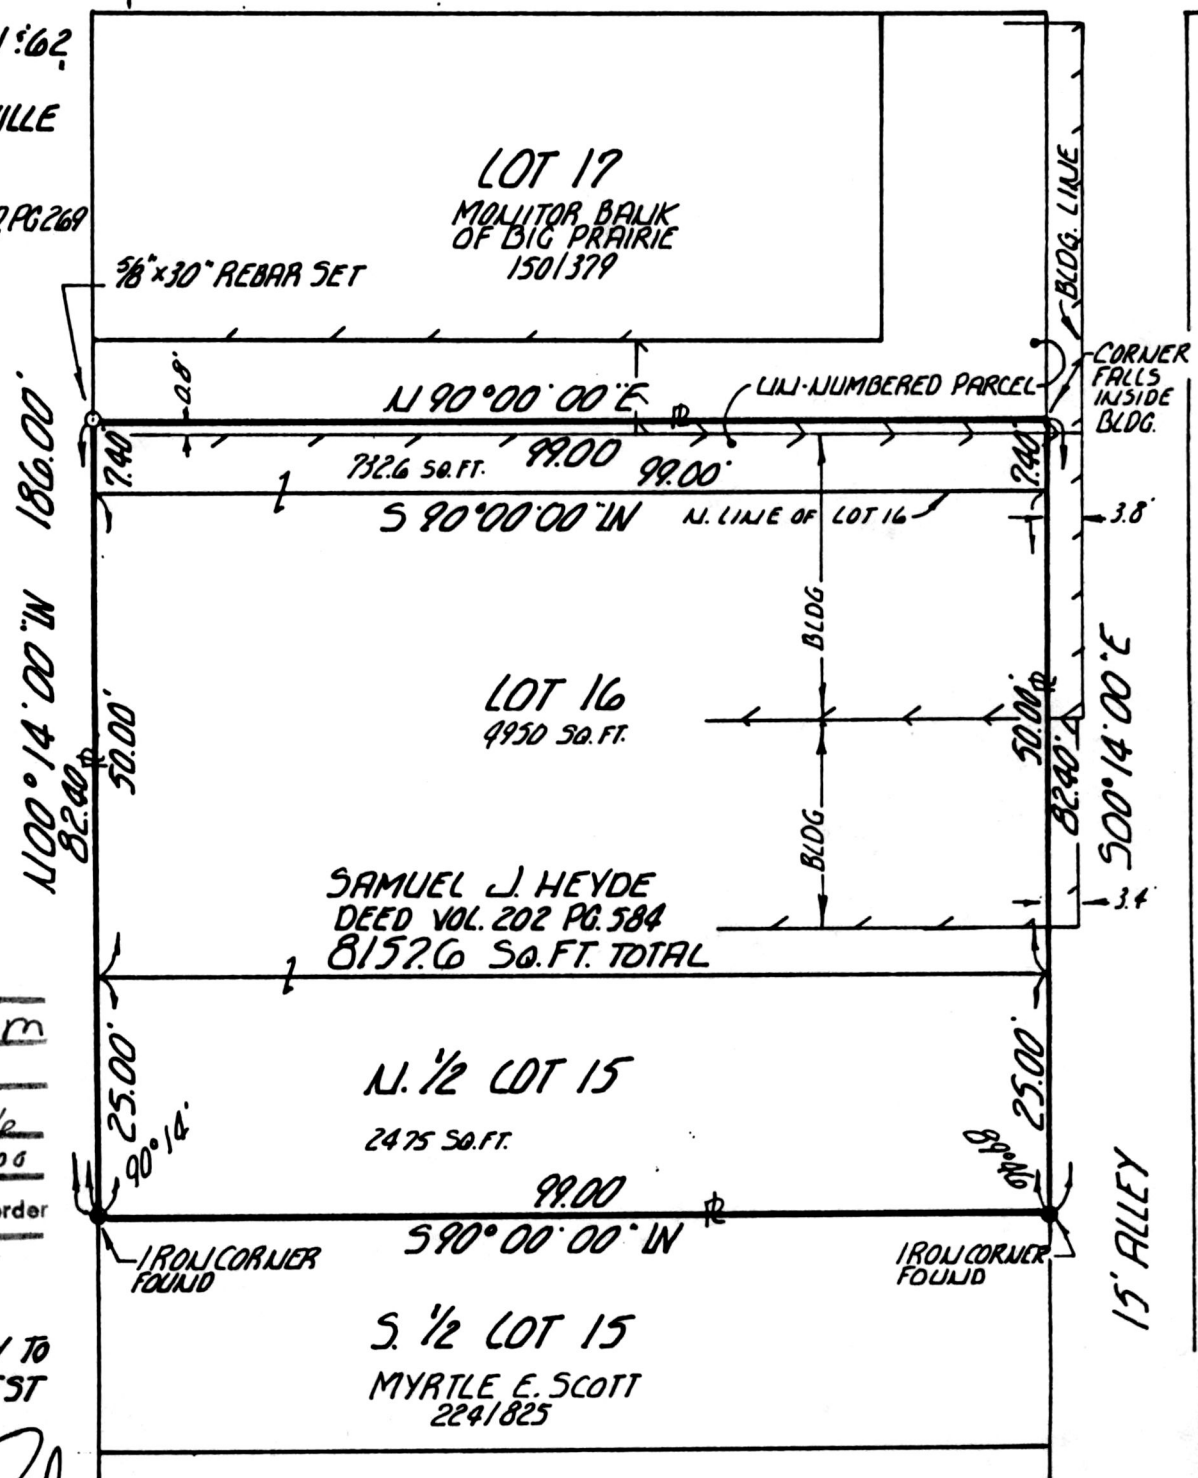 ILLE
PG 269
LOT 17
MONITOR BANK
OF BIG PRAIRIE
150/379
5/8"x30" REBAR SET
BLDG. LINE
CORNER
FALLS
INSIDE
BLDG.
0.8'
N 90°00'00"E
UN-NUMBERED PARCEL
7.40'
732.6 SQ.FT.
99.00
99.00'
7.40'
S 90°00'00"W
N. LINE OF LOT 16
3.8'
186.00'
N00°14'00"W
82.40
50.00'
BLDG
LOT 16
4950 SQ.FT.
50.00'
82.40'
S00°14'00"E
BLDG
3.4'
SAMUEL J. HEYDE
DEED VOL. 202 PG. 584
8157.6 SQ.FT. TOTAL
25.00'
N. 1/2 LOT 15
2475 SQ.FT.
25.00'
90°14'
89°46'
rder
99.00
S90°00'00"W
IRON CORNER
FOUND
IRON CORNER
FOUND
15' ALLEY
S. 1/2 LOT 15
MYRTLE E. SCOTT
224/825
TO
EST